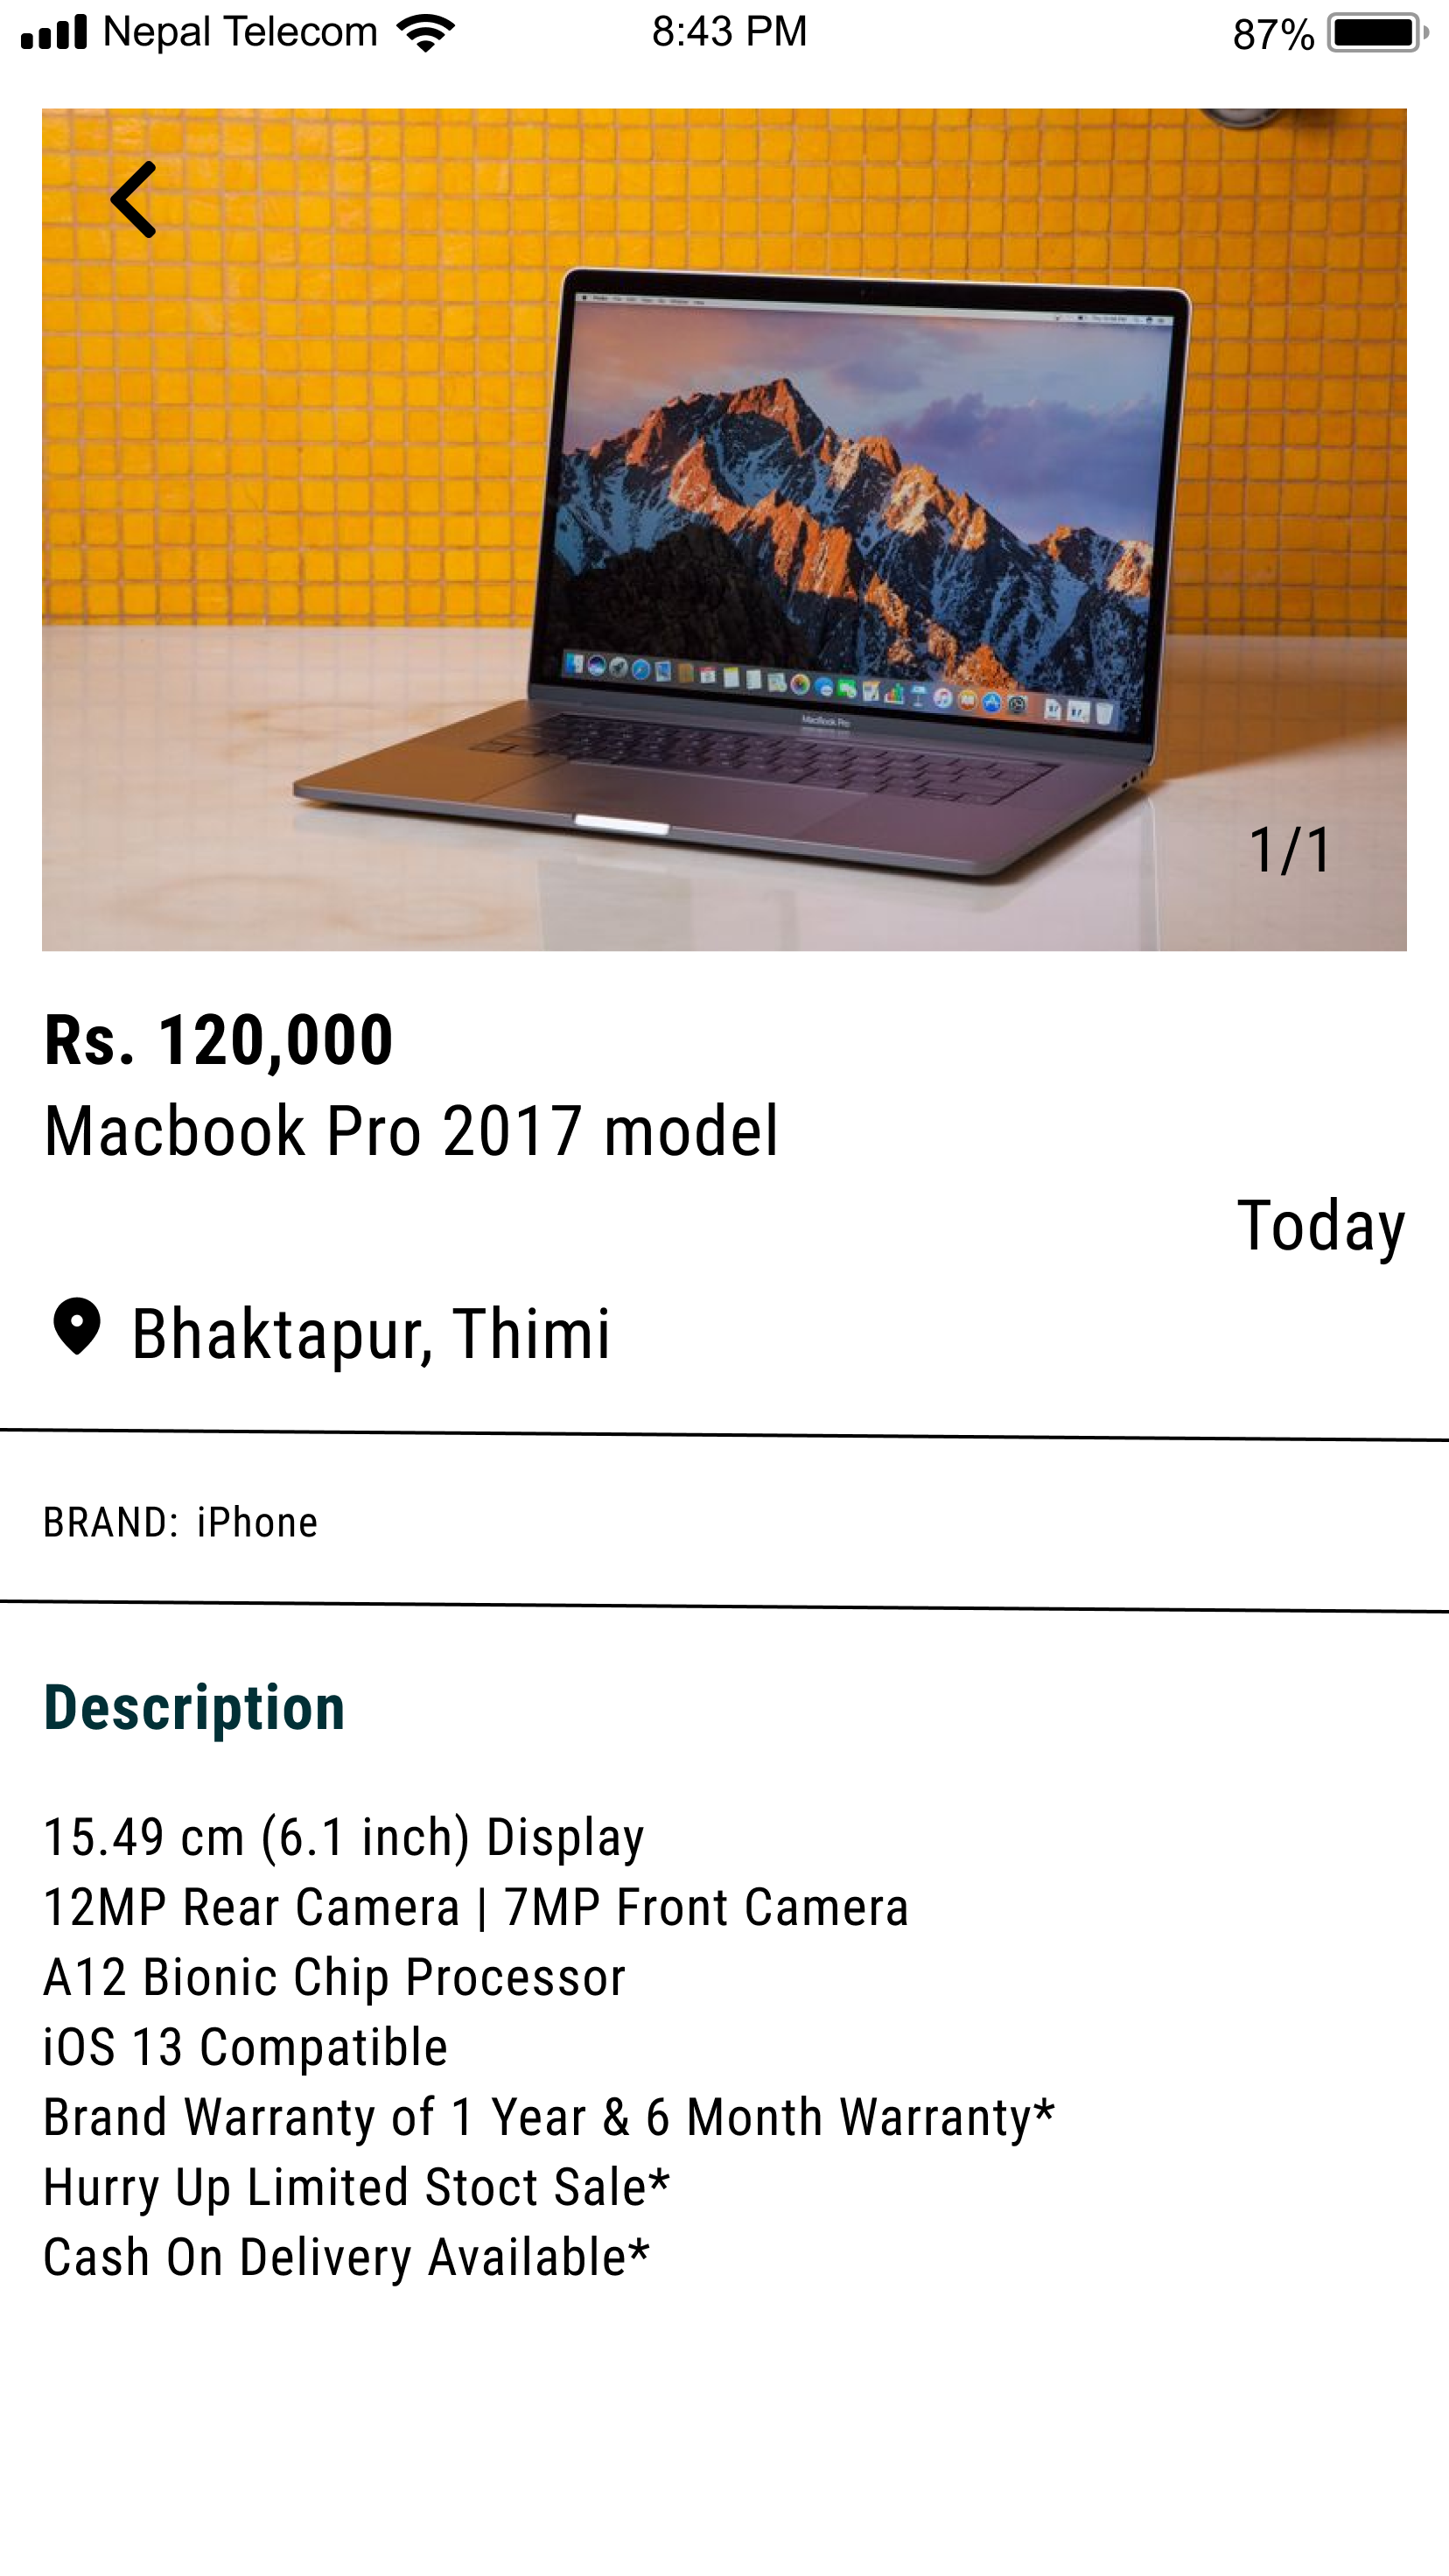 Nepal Telecom 8:43 PM 87%
MacBook Pro
1/1
Rs. 120,000
Macbook Pro 2017 model
Today
Bhaktapur, Thimi
BRAND: iPhone
Description
15.49 cm (6.1 inch) Display
12MP Rear Camera | 7MP Front Camera
A12 Bionic Chip Processor
iOS 13 Compatible
Brand Warranty of 1 Year & 6 Month Warranty*
Hurry Up Limited Stoct Sale*
Cash On Delivery Available*